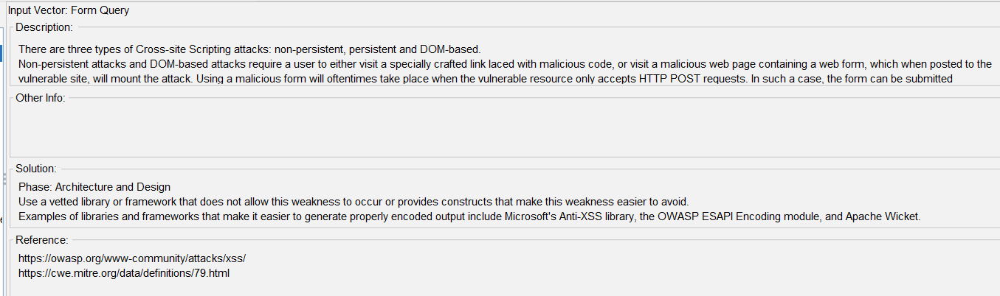 Input Vector: Form Query
Description:
There are three types of Cross-site Scripting attacks: non-persistent, persistent and DOM-based.
Non-persistent attacks and DOM-based attacks require a user to either visit a specially crafted link laced with malicious code, or visit a malicious web page containing a web form, which when posted to the
vulnerable site, will mount the attack. Using a malicious form will oftentimes take place when the vulnerable resource only accepts HTTP POST requests. In such a case, the form can be submitted
Other Info:
Solution:
Phase: Architecture and Design
Use a vetted library or framework that does not allow this weakness to occur or provides constructs that make this weakness easier to avoid.
Examples of libraries and frameworks that make it easier to generate properly encoded output include Microsoft's Anti-XSS library, the OWASP ESAPI Encoding module, and Apache Wicket.
Reference:
https://owasp.org/www-community/attacks/xss/
https://cwe.mitre.org/data/definitions/79.html